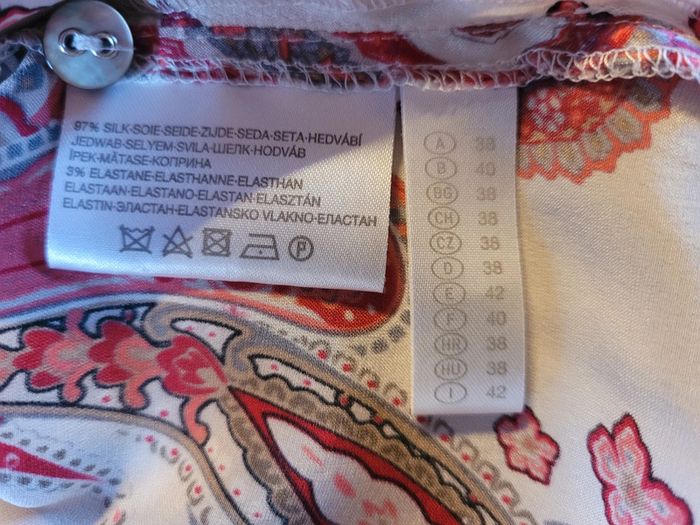 97% SILK·SOIE·SEIDE·ZIJDE·SEDA·SETA·HEDVÁBÍ
JEDWAB·SELYEM·SVILA·ШЕЛК·HODVÁB
İPEK·MĂTASE·КОПРИНА
3% ELASTANE·ELASTHANNE·ELASTHAN
ELASTAAN·ELASTANO·ELASTAN·ELASZTÁN
ELASTIN·ЭЛАСТАН·ELASTANSKO VLAKNO·ЕЛАСТАН
P
A 38
B 40
BG 38
CH 38
CZ 38
D 38
E 42
F 40
HR 38
HU 38
I 42